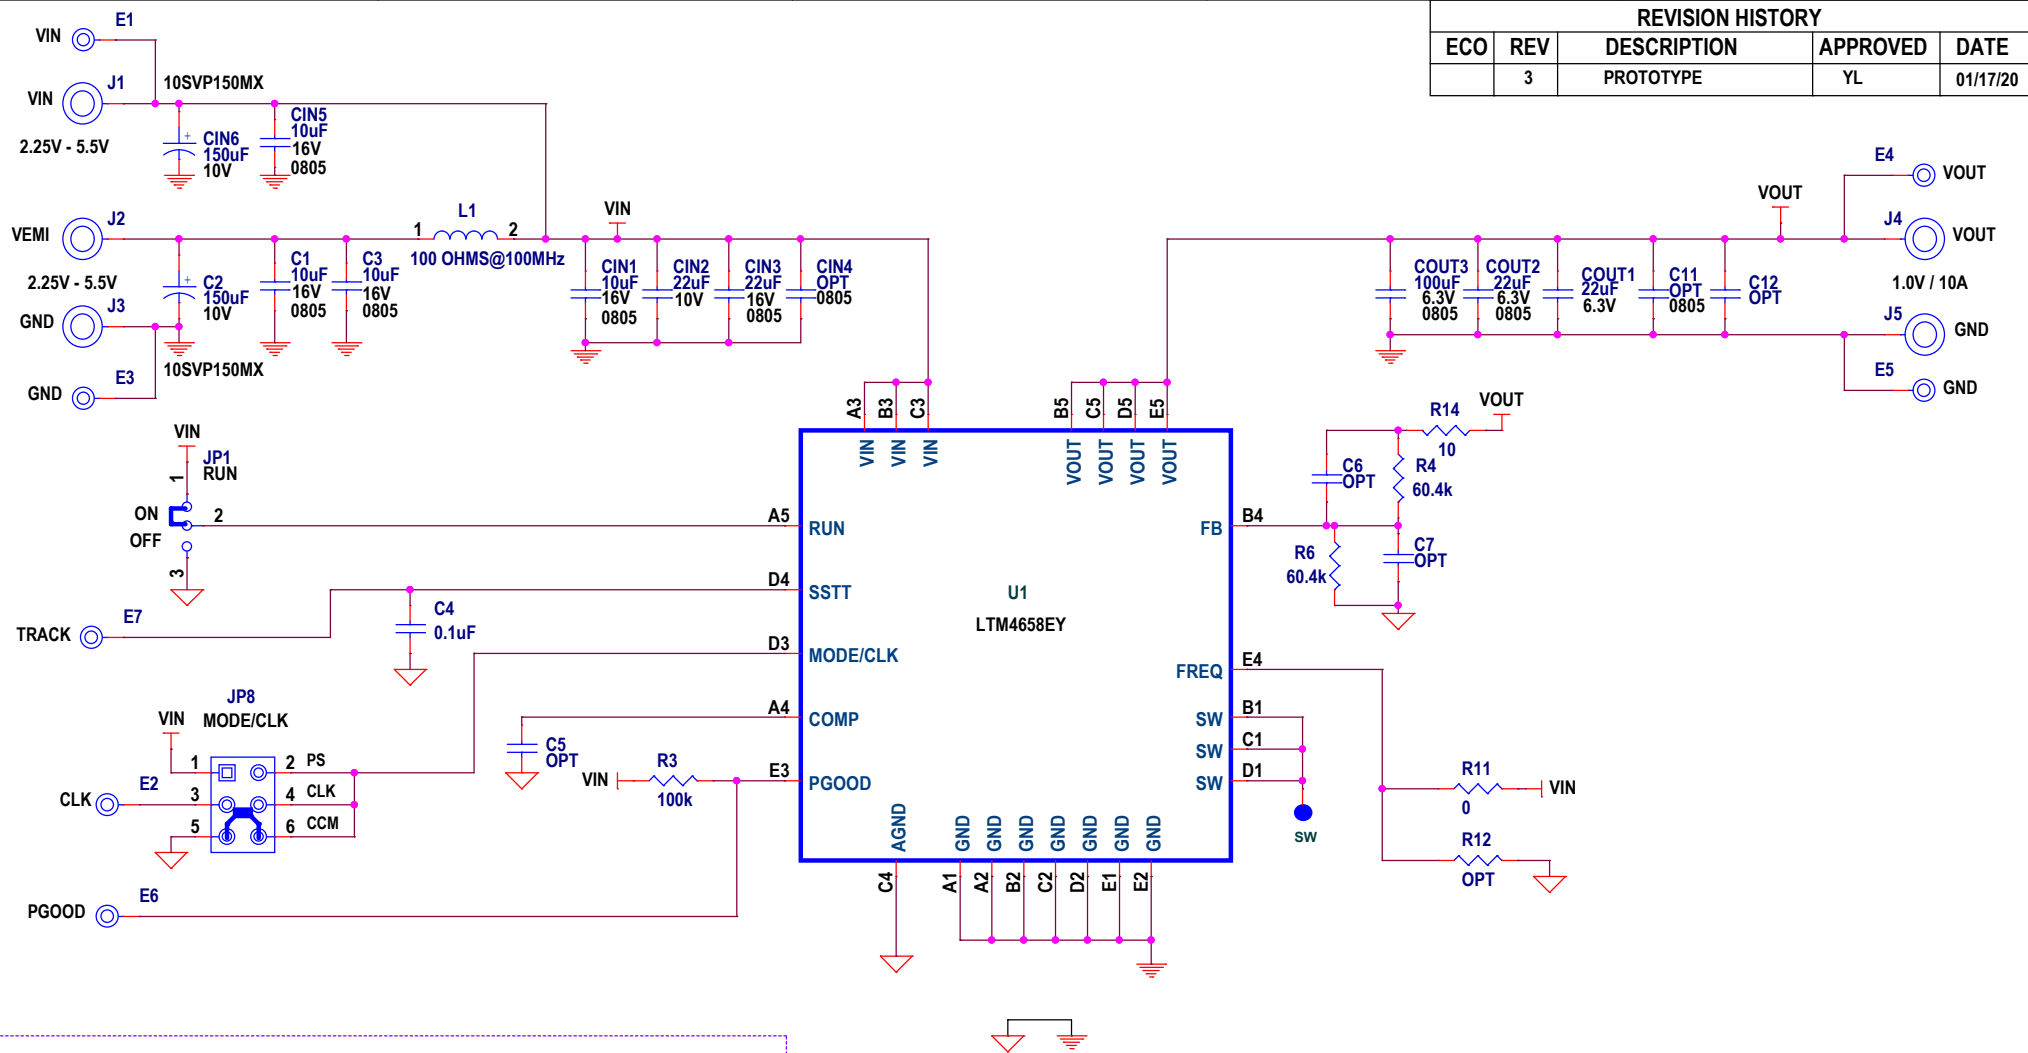 REVISION HISTORY
ECO REV DESCRIPTION APPROVED DATE
3 PROTOTYPE YL 01/17/20
E1
VIN
J1
VIN
10SVP150MX
2.25V - 5.5V
CIN6
150uF
10V
+
CIN5
10uF
16V
0805
J2
VEMI
2.25V - 5.5V
J3
GND
E3
GND
C2
150uF
10V
+
10SVP150MX
C1
10uF
16V
0805
C3
10uF
16V
0805
L1
1 2
100 OHMS@100MHz
VIN
CIN1
10uF
16V
0805
CIN2
22uF
10V
CIN3
22uF
16V
0805
CIN4
OPT
0805
VOUT
COUT3
100uF
6.3V
0805
COUT2
22uF
6.3V
0805
COUT1
22uF
6.3V
C11
OPT
0805
C12
OPT
E4
VOUT
J4
VOUT
1.0V / 10A
J5
GND
E5
GND
VIN
JP1
RUN
1
ON
2
OFF
3
A3 B3 C3
VIN VIN VIN
B5 C5 D5 E5
VOUT VOUT VOUT VOUT
A5 RUN
D4 SSTT
D3 MODE/CLK
A4 COMP
E3 PGOOD
U1
LTM4658EY
FB B4
FREQ E4
SW B1
SW C1
SW D1
SW
AGND GND GND GND GND GND GND GND
C4 A1 A2 B2 C2 D2 E1 E2
VOUT
R14
10
C6
OPT
R4
60.4k
R6
60.4k
C7
OPT
R11
0
VIN
R12
OPT
E7
TRACK
C4
0.1uF
JP8
MODE/CLK
VIN
1 2 PS
E2
CLK
3 4 CLK
5 6 CCM
C5
OPT
VIN
R3
100k
E6
PGOOD